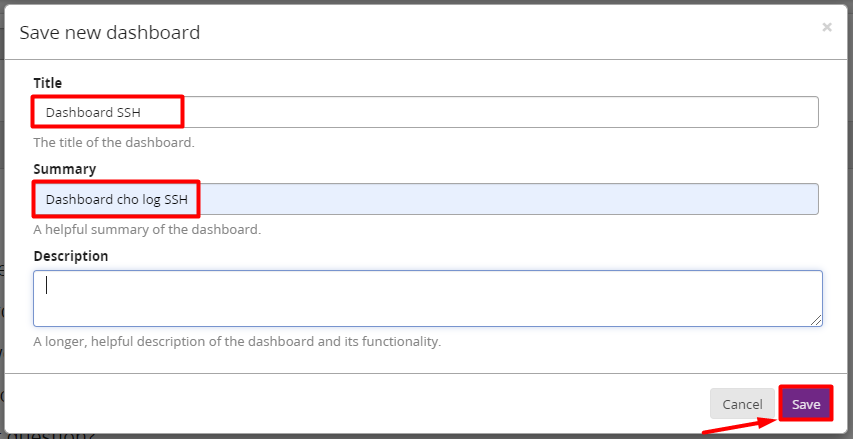 Save new dashboard
×
Title
Dashboard SSH
The title of the dashboard.
Summary
Dashboard cho log SSH
A helpful summary of the dashboard.
Description
A longer, helpful description of the dashboard and its functionality.
Cancel
Save
question?